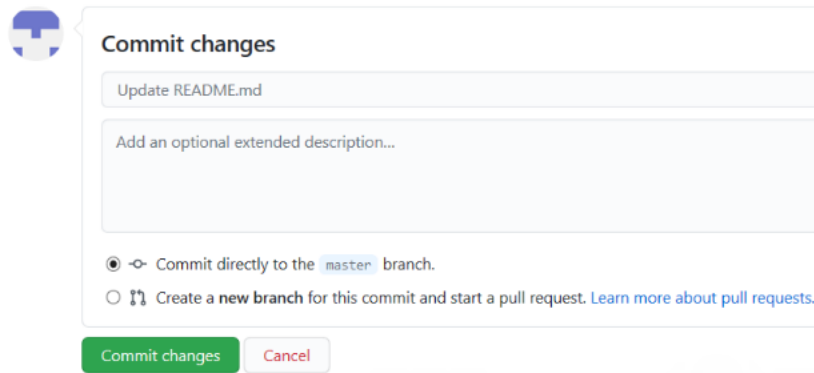 Commit changes
Update README.md
Add an optional extended description...
Commit directly to the master branch.
Create a new branch for this commit and start a pull request. Learn more about pull requests.
Commit changes
Cancel